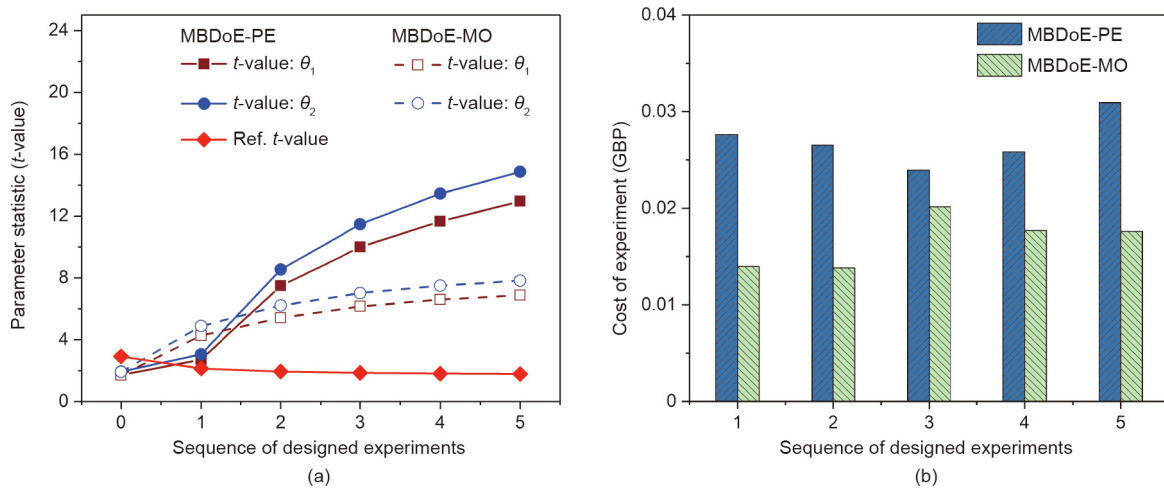 24
20
16
12
8
4
0
Parameter statistic (t-value)
MBDoE-PE
MBDoE-MO
t-value: θ1
t-value: θ1
t-value: θ2
t-value: θ2
Ref. t-value
0 1 2 3 4 5
Sequence of designed experiments
(a)
0.04
0.03
0.02
0.01
0
Cost of experiment (GBP)
MBDoE-PE
MBDoE-MO
1 2 3 4 5
Sequence of designed experiments
(b)